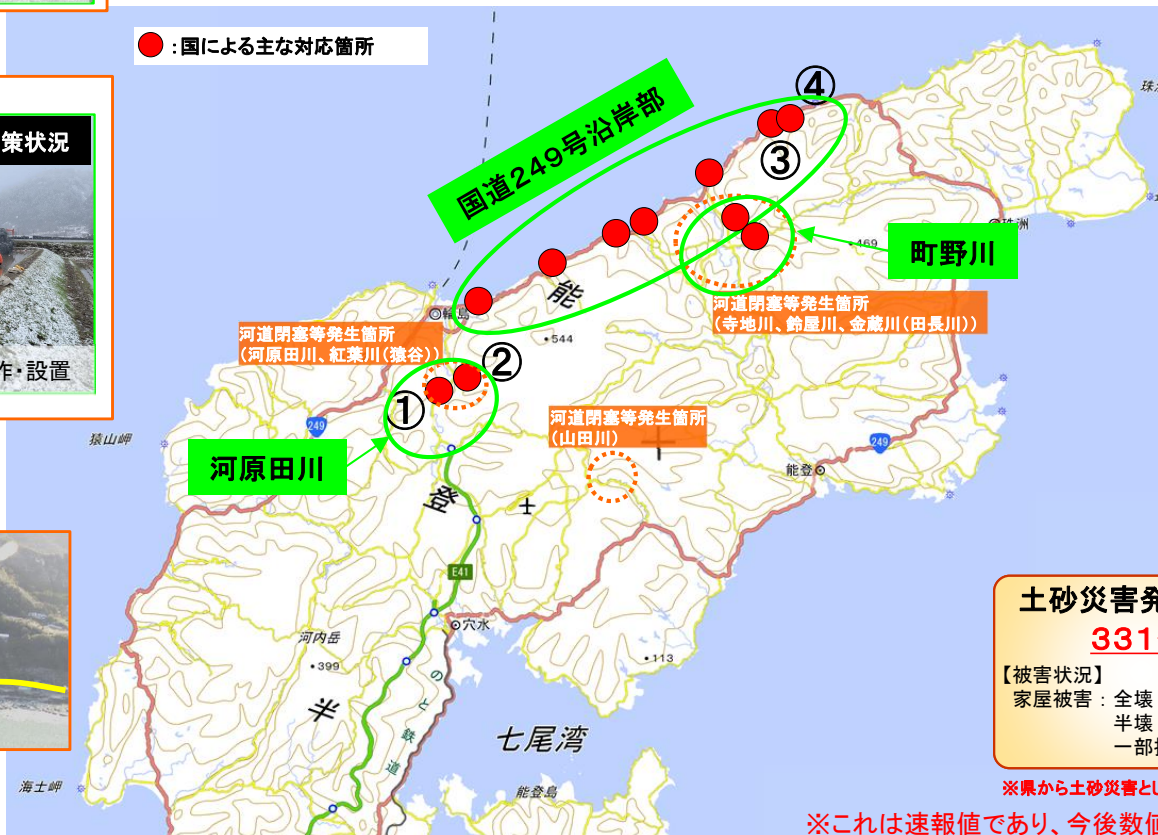 ：国による主な対応箇所
策状況
作・設置
国道249号沿岸部
④
③
町野川
河道閉塞等発生箇所
（寺地川、鈴屋川、金蔵川（田長川））
珠洲
469
能
輪島
544
河道閉塞等発生箇所
（河原田川、紅葉川（猿谷））
②
①
河原田川
河道閉塞等発生箇所
（山田川）
249
猿山岬
249
能登
登
E41
穴水
河内岳
399
113
半
のと鉄道
七尾湾
能登島
海士岬
土砂災害発
331
【被害状況】
家屋被害：全壊
半壊
一部
※県から土砂災害とし
※これは速報値であり、今後数値